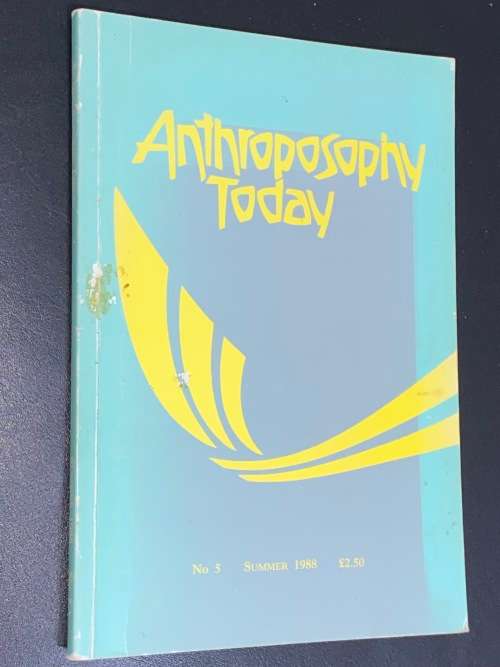 Anthroposophy
Today
No 5 SUMMER 1988 £2.50